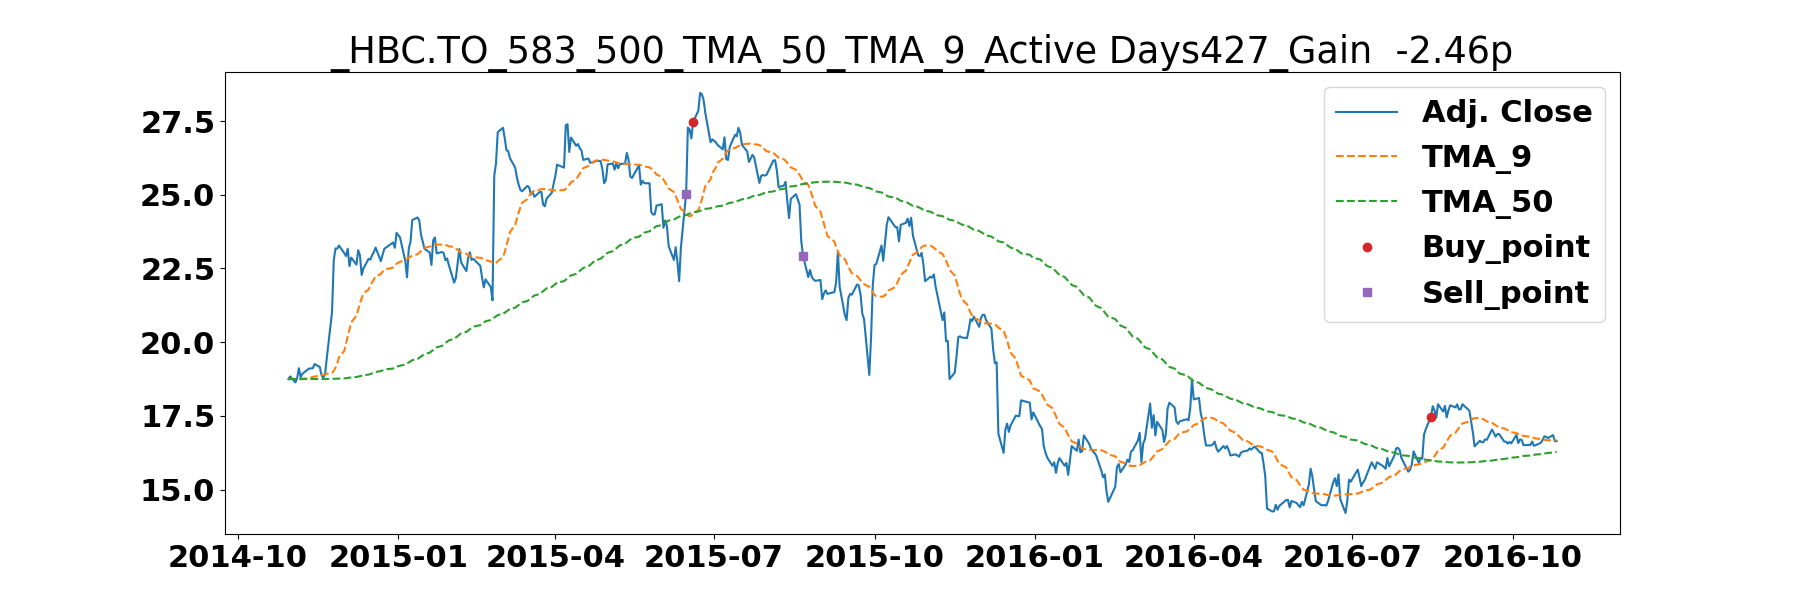 _HBC.TO_583_500_TMA_50_TMA_9_Active Days427_Gain  -2.46p
27.5
25.0
22.5
20.0
17.5
15.0
Adj. Close
TMA_9
TMA_50
Buy_point
Sell_point
2014-10 2015-01 2015-04 2015-07 2015-10 2016-01 2016-04 2016-07 2016-10